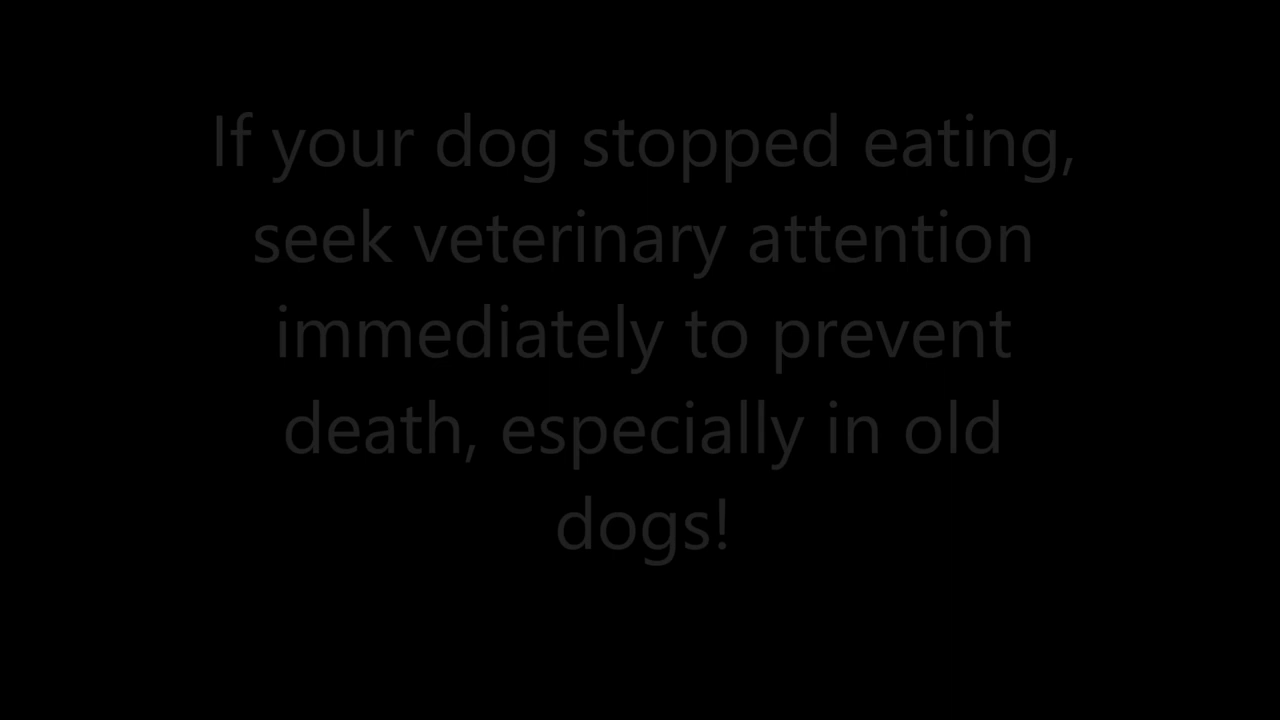 If your dog stopped eating,
seek veterinary attention
immediately to prevent
death, especially in old
dogs!